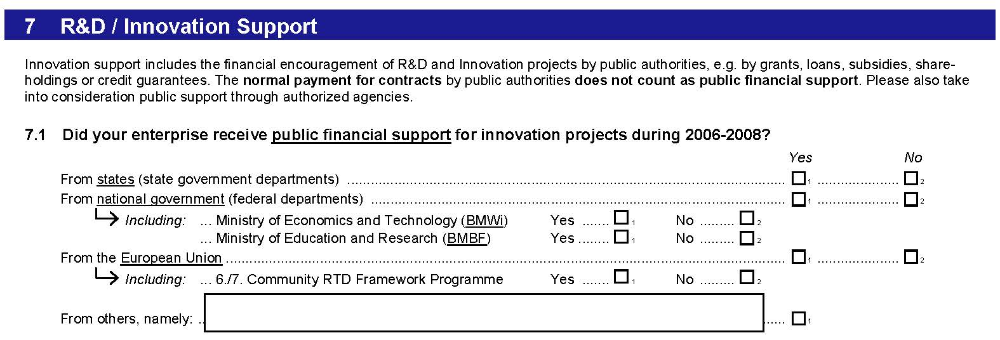 7 R&D / Innovation Support
Innovation support includes the financial encouragement of R&D and Innovation projects by public authorities, e.g. by grants, loans, subsidies, share-
holdings or credit guarantees. The normal payment for contracts by public authorities does not count as public financial support. Please also take
into consideration public support through authorized agencies.
7.1 Did your enterprise receive public financial support for innovation projects during 2006-2008?
Yes No
From states (state government departments) ........ 1 ........ 2
From national government (federal departments) ........ 1 ........ 2
Including: ... Ministry of Economics and Technology (BMWi) Yes ....... 1 No ......... 2
... Ministry of Education and Research (BMBF) Yes ........ 1 No ......... 2
From the European Union ........ 1 ........ 2
Including: ... 6./7. Community RTD Framework Programme Yes ....... 1 No ......... 2
From others, namely: .. ...... 1